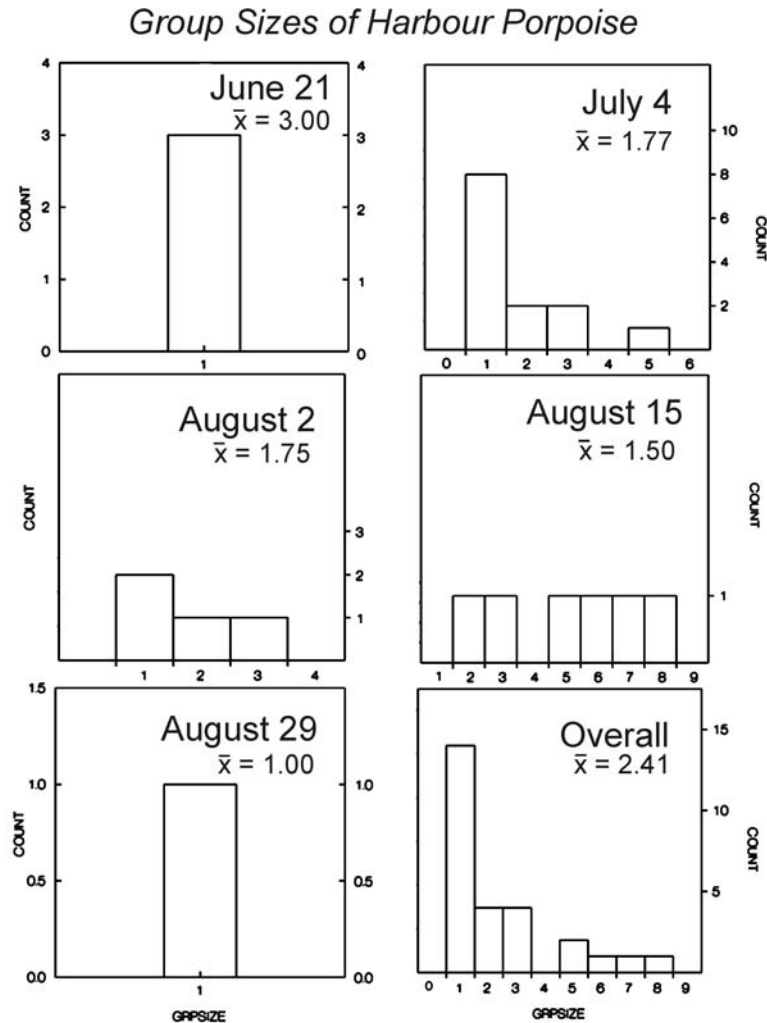 Group Sizes of Harbour Porpoise
June 21
x̄ = 3.00
COUNT
4
3
2
1
0
4
3
2
1
0
1
July 4
x̄ = 1.77
COUNT
10
8
6
4
2
0 1 2 3 4 5 6
August 2
x̄ = 1.75
COUNT
3
2
1
1 2 3 4
August 15
x̄ = 1.50
COUNT
1
1 2 3 4 5 6 7 8 9
August 29
x̄ = 1.00
COUNT
1.5
1.0
0.5
0.0
1.0
0.5
0.0
1
GRPSIZE
Overall
x̄ = 2.41
COUNT
15
10
5
0 1 2 3 4 5 6 7 8 9
GRPSIZE